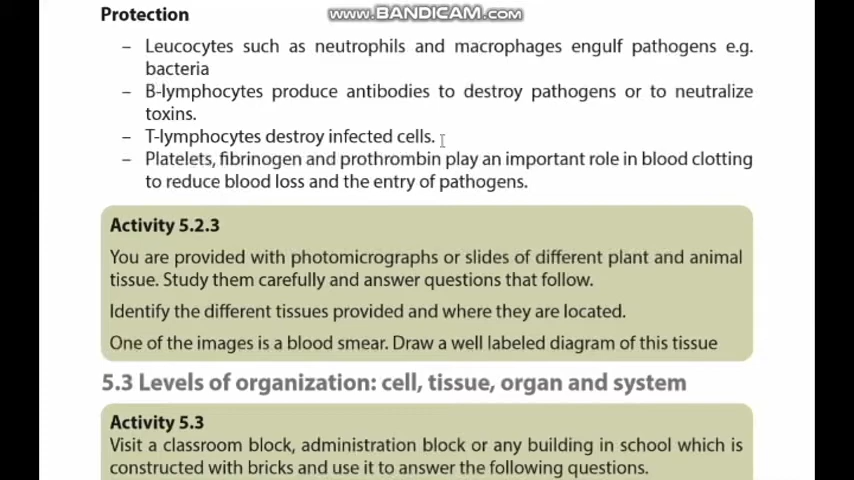 www.BANDICAM.com
Protection
– Leucocytes such as neutrophils and macrophages engulf pathogens e.g.
bacteria
– B-lymphocytes produce antibodies to destroy pathogens or to neutralize
toxins.
– T-lymphocytes destroy infected cells.
– Platelets, fibrinogen and prothrombin play an important role in blood clotting
to reduce blood loss and the entry of pathogens.
Activity 5.2.3
You are provided with photomicrographs or slides of different plant and animal
tissue. Study them carefully and answer questions that follow.
Identify the different tissues provided and where they are located.
One of the images is a blood smear. Draw a well labeled diagram of this tissue
5.3 Levels of organization: cell, tissue, organ and system
Activity 5.3
Visit a classroom block, administration block or any building in school which is
constructed with bricks and use it to answer the following questions.